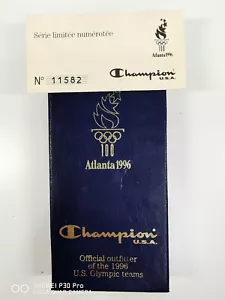 Série limitée numérotée
Atlanta 1996
N° 11582
Champion
U.S.A.
100
Atlanta 1996
Champion
U.S.A.
Official outfitter
of the 1996
U.S. Olympic teams
HUAWEI P30 Pro